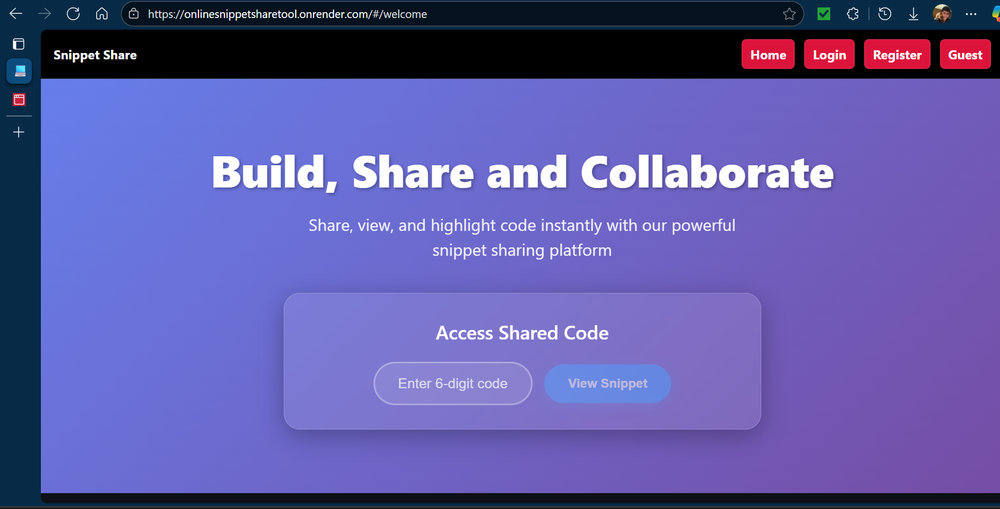 https://onlinesnippetsharetool.onrender.com/#/welcome
Snippet Share
Home
Login
Register
Guest
Build, Share and Collaborate
Share, view, and highlight code instantly with our powerful
snippet sharing platform
Access Shared Code
Enter 6-digit code
View Snippet